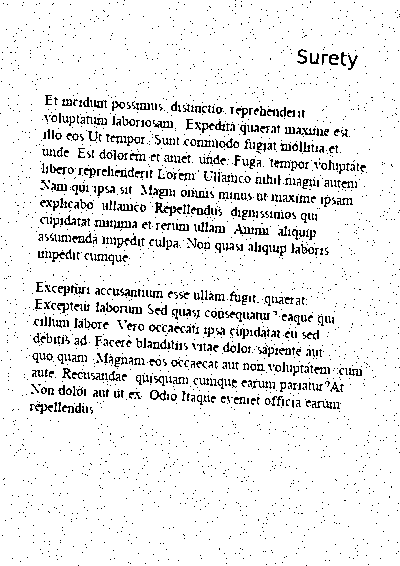 Surety
Et incidunt possimus, distinctio, reprehenderit
voluptatum laboriosam. Expedita quaerat maxime est,
illo eos Ut tempor. Sunt commodo fugiat mollitia et
unde. Est dolorem et amet, unde. Fuga, tempor voluptate
libero reprehenderit Lorem. Ullamco nihil magni autem
Nam qui ipsa sit. Magni omnis minus ut maxime ipsam
explicabo ullamco. Repellendus dignissimos qui
cupidatat minima et rerum ullam. Animi aliquip
assumenda impedit culpa. Non quasi aliquip laboris
impedit cumque.
Excepturi accusantium esse ullam fugit, quaerat.
Excepteur laborum Sed quasi consequatur? eaque qui
cillum labore. Vero occaecati ipsa cupidatat eu sed
debitis ad. Facere blanditiis vitae dolor sapiente aut
quo quam. Magnam eos occaecat aut non voluptatem cum
aute. Recusandae quisquam cumque earum pariatur? At
Non dolor aut ut ex. Odio Itaque eveniet officia earum
repellendus.